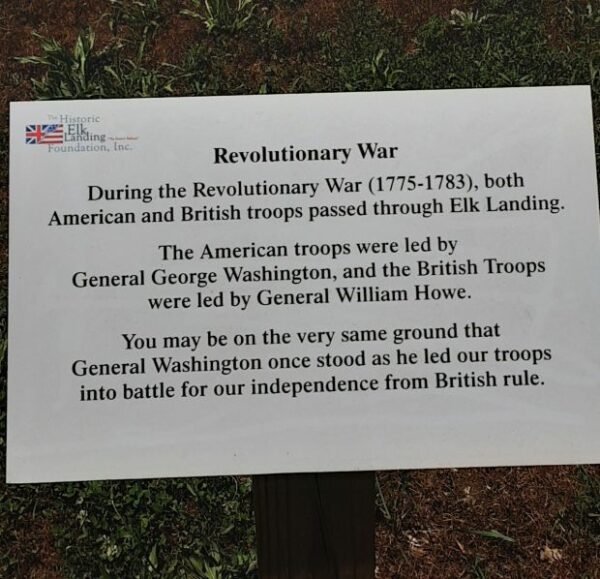 The Historic
Elk
Landing
Foundation, Inc.
Revolutionary War
During the Revolutionary War (1775-1783), both
American and British troops passed through Elk Landing.
The American troops were led by
General George Washington, and the British Troops
were led by General William Howe.
You may be on the very same ground that
General Washington once stood as he led our troops
into battle for our independence from British rule.